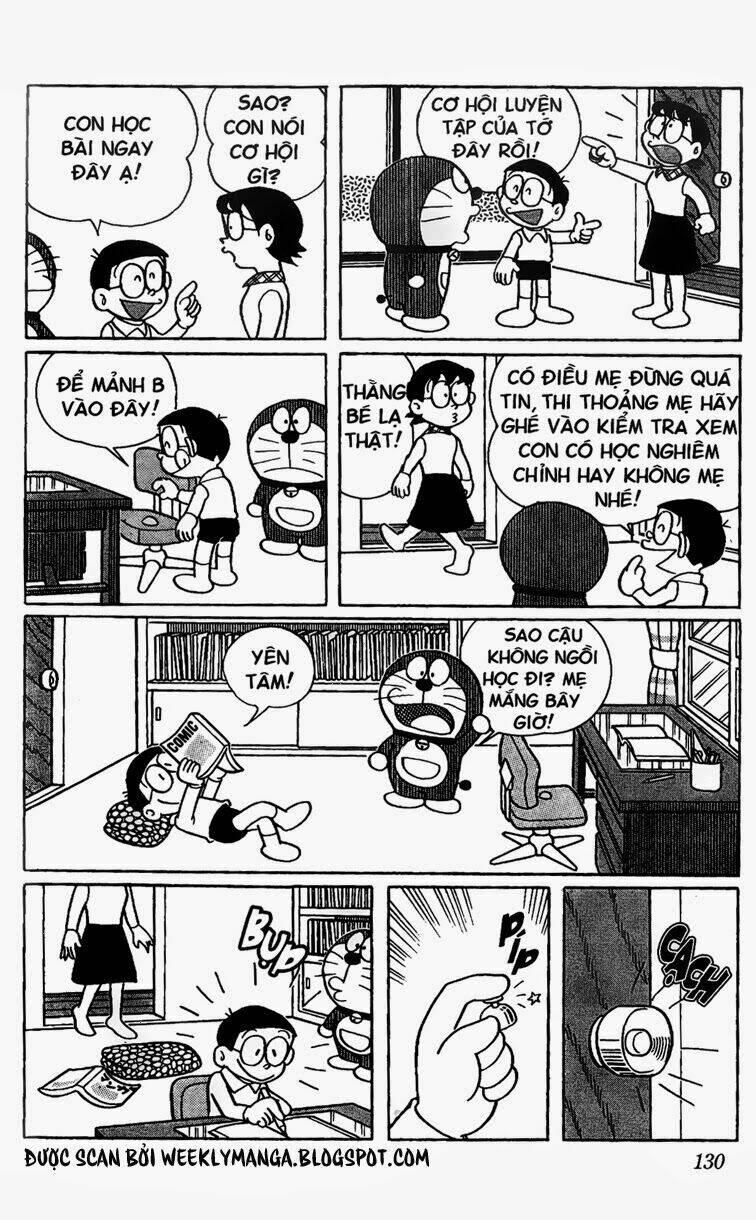 CƠ HỘI LUYỆN
TẬP CỦA TỚ
ĐÂY RỒI!
SAO?
CON NÓI
CƠ HỘI
GÌ?
CON HỌC
BÀI NGAY
ĐÂY Ạ!
CÓ ĐIỀU MẸ ĐỪNG QUÁ
TIN, THI THOẢNG MẸ HÃY
GHÉ VÀO KIỂM TRA XEM
CON CÓ HỌC NGHIÊM
CHỈNH HAY KHÔNG MẸ
NHÉ!
THẰNG
BÉ LẠ
THẬT!
ĐỂ MẢNH B
VÀO ĐÂY!
SAO CẬU
KHÔNG NGỒI
HỌC ĐI? MẸ
MẮNG BÂY
GIỜ!
YÊN
TÂM!
COMIC
CẠCH
PÍP
BỤP
ĐƯỢC SCAN BỞI WEEKLYMANGA.BLOGSPOT.COM
130